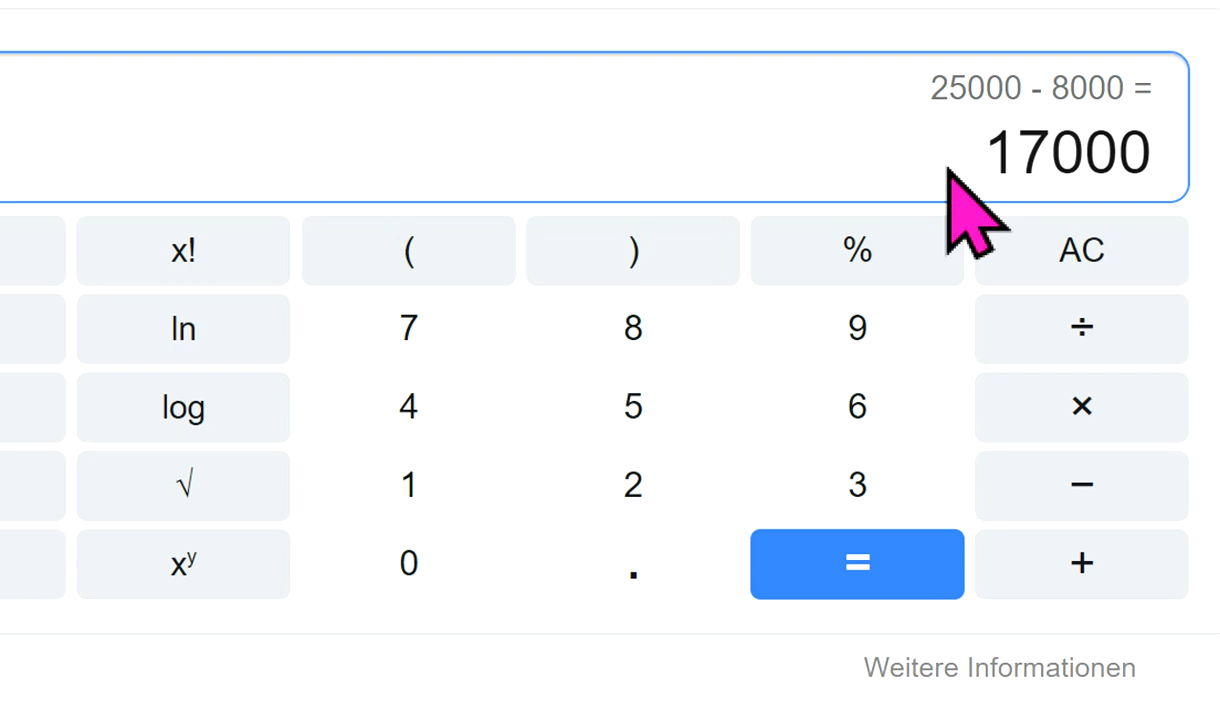 25000 - 8000 =
17000
x! ( ) % AC
ln 7 8 9 ÷
log 4 5 6 ×
√ 1 2 3 −
xʸ 0 . = +
Weitere Informationen